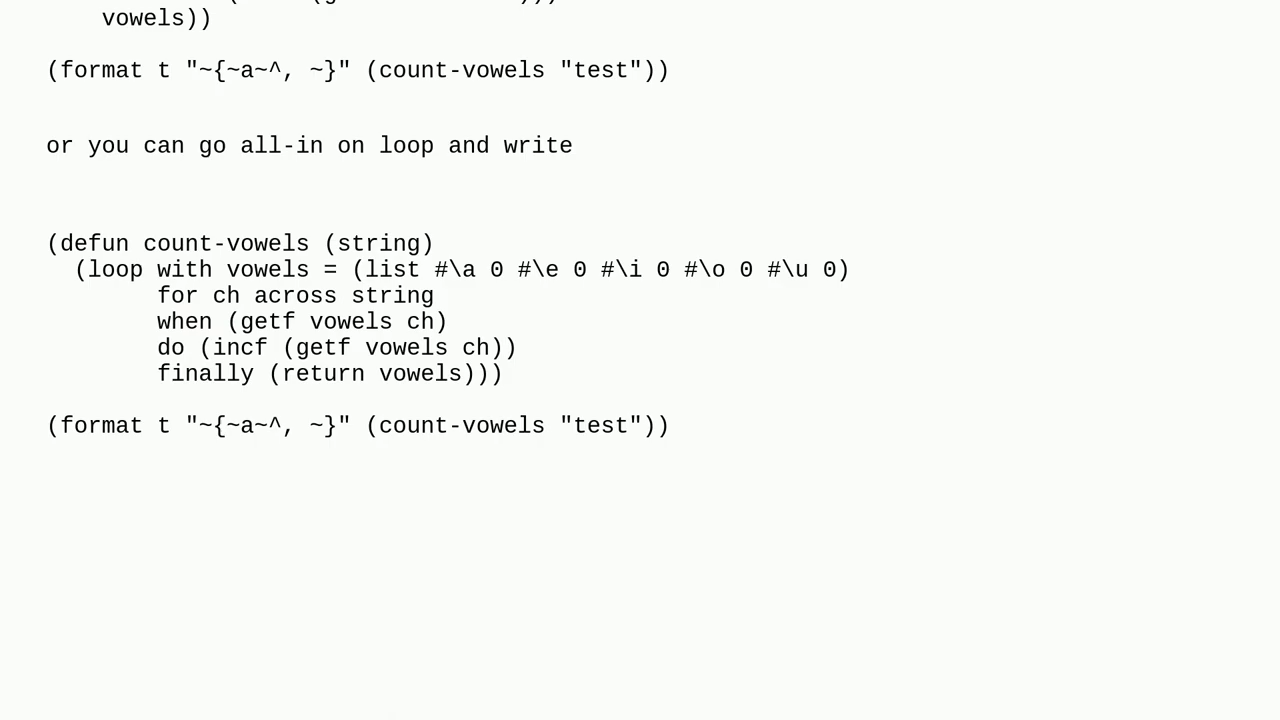 vowels))
(format t "~{~a~^, ~}" (count-vowels "test"))
or you can go all-in on loop and write
(defun count-vowels (string)
  (loop with vowels = (list #\a 0 #\e 0 #\i 0 #\o 0 #\u 0)
        for ch across string
        when (getf vowels ch)
        do (incf (getf vowels ch))
        finally (return vowels)))
(format t "~{~a~^, ~}" (count-vowels "test"))